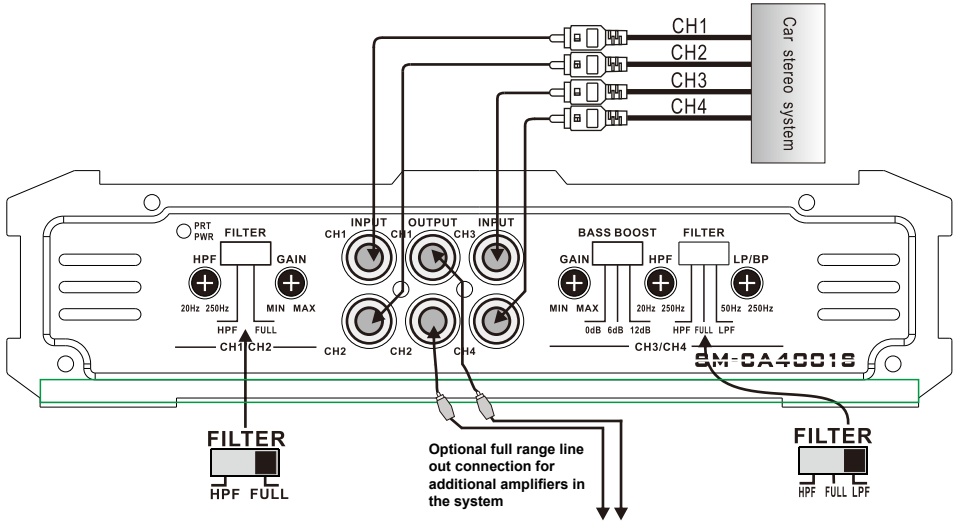 CH1
CH2
CH3
CH4
Car stereo system
PRT
PWR
FILTER
INPUT OUTPUT INPUT
CH1 CH1 CH3
BASS BOOST FILTER
HPF GAIN
GAIN HPF LP/BP
20Hz 250Hz MIN MAX
MIN MAX 20Hz 250Hz 50Hz 250Hz
HPF FULL
0dB 6dB 12dB HPF FULL LPF
CH1/CH2
CH2 CH2 CH4
CH3/CH4
SM-CA4001S
FILTER
HPF FULL
Optional full range line
out connection for
additional amplifiers in
the system
FILTER
HPF FULL LPF